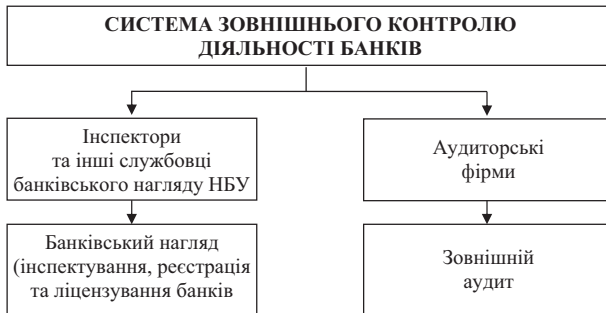 СИСТЕМА ЗОВНІШНЬОГО КОНТРОЛЮ
ДІЯЛЬНОСТІ БАНКІВ
Інспектори
та інші службовці
банківського нагляду НБУ
Аудиторські
фірми
Банківський нагляд
(інспектування, реєстрація
та ліцензування банків
Зовнішній
аудит